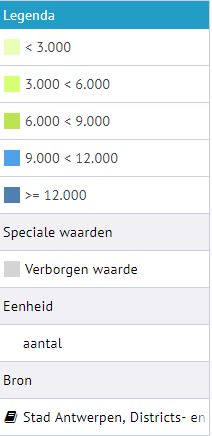 Legenda
< 3.000
3.000 < 6.000
6.000 < 9.000
9.000 < 12.000
>= 12.000
Speciale waarden
Verborgen waarde
Eenheid
aantal
Bron
Stad Antwerpen, Districts- en